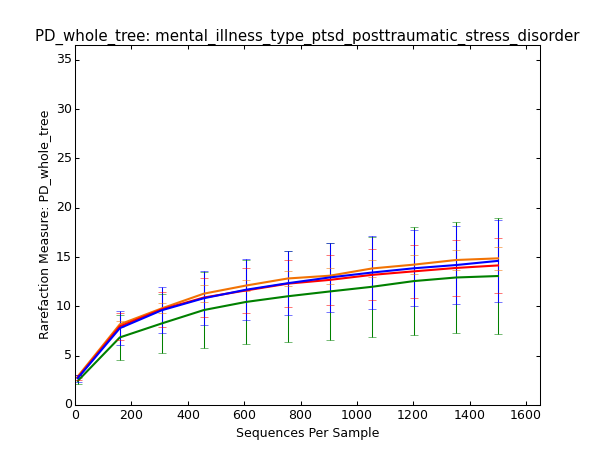 PD_whole_tree: mental_illness_type_ptsd_posttraumatic_stress_disorder
35
30
25
20
15
10
5
0
Rarefaction Measure: PD_whole_tree
0 200 400 600 800 1000 1200 1400 1600
Sequences Per Sample